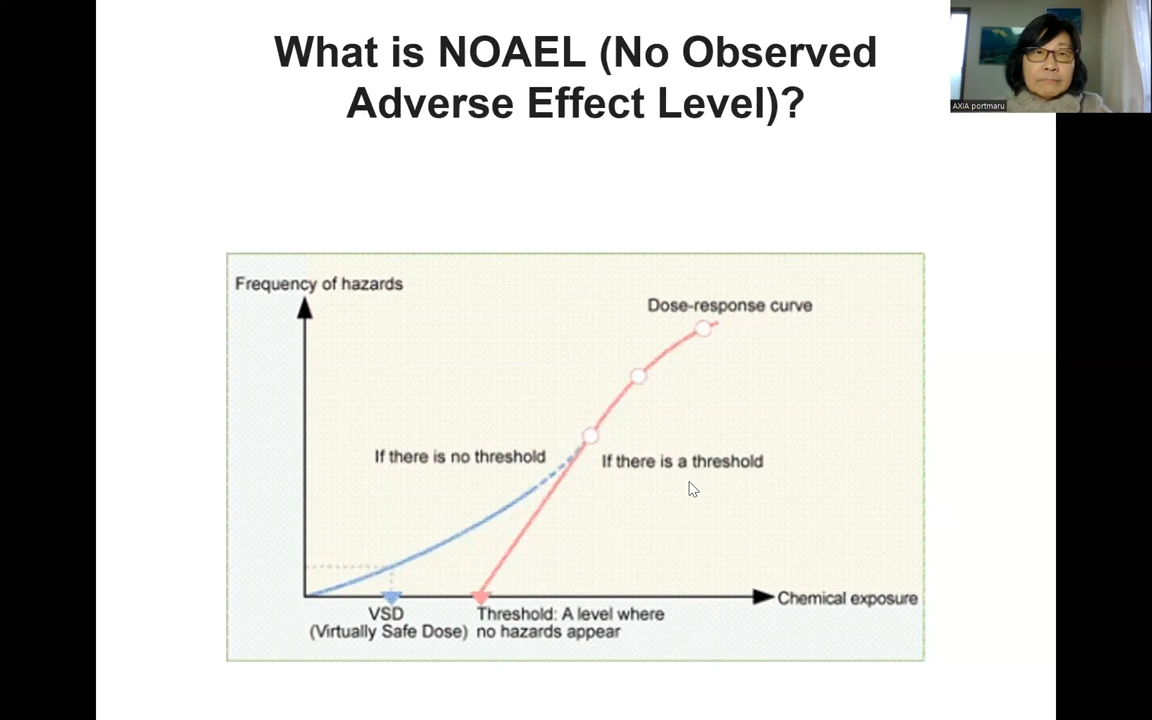 What is NOAEL (No Observed
Adverse Effect Level)?
AXIA portmaru
Frequency of hazards
Dose-response curve
If there is no threshold
If there is a threshold
Chemical exposure
VSD
(Virtually Safe Dose)
Threshold: A level where
no hazards appear